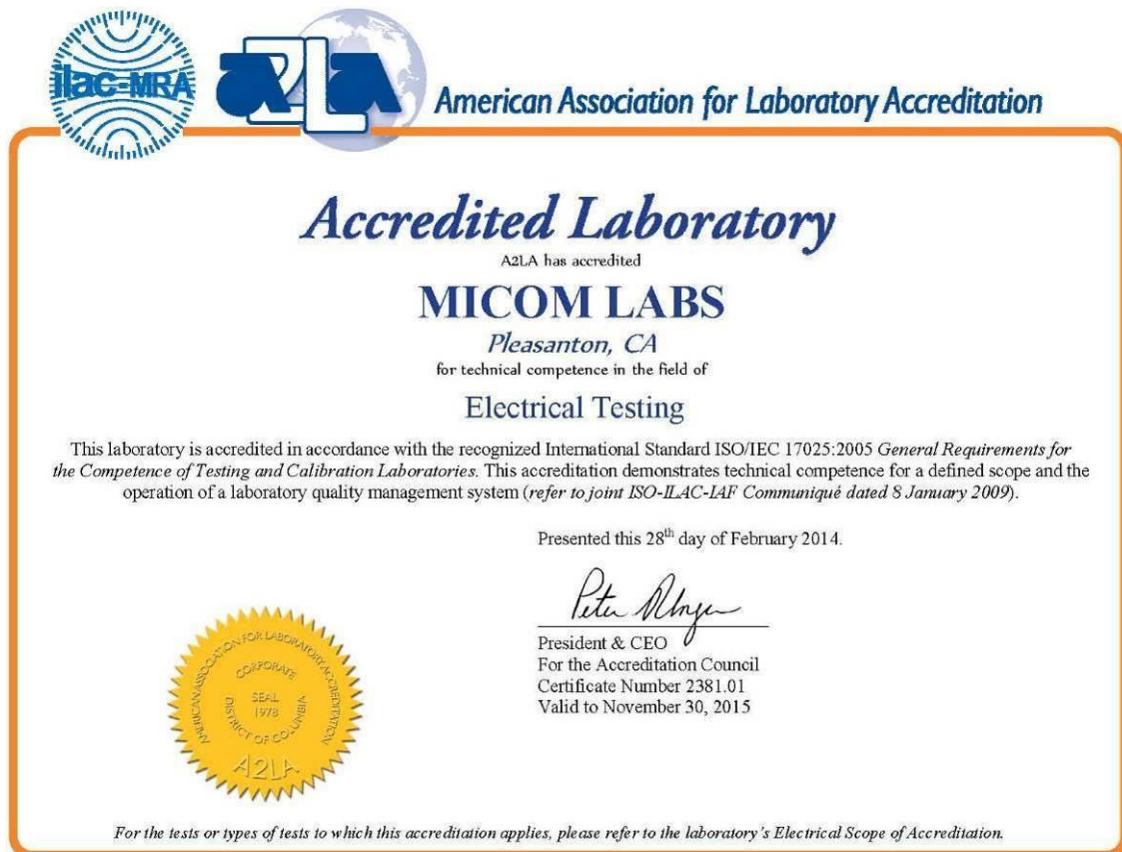 ilac-MRA
a2la
American Association for Laboratory Accreditation
Accredited Laboratory
A2LA has accredited
MICOM LABS
Pleasanton, CA
for technical competence in the field of
Electrical Testing
This laboratory is accredited in accordance with the recognized International Standard ISO/IEC 17025:2005 General Requirements for
the Competence of Testing and Calibration Laboratories. This accreditation demonstrates technical competence for a defined scope and the
operation of a laboratory quality management system (refer to joint ISO-ILAC-IAF Communiqué dated 8 January 2009).
Presented this 28th day of February 2014.
Peter
President & CEO
For the Accreditation Council
Certificate Number 2381.01
Valid to November 30, 2015
AMERICAN ASSOCIATION FOR LABORATORY ACCREDITATION
CORPORATE
SEAL
1978
DISTRICT OF COLUMBIA
A2LA
For the tests or types of tests to which this accreditation applies, please refer to the laboratory's Electrical Scope of Accreditation.